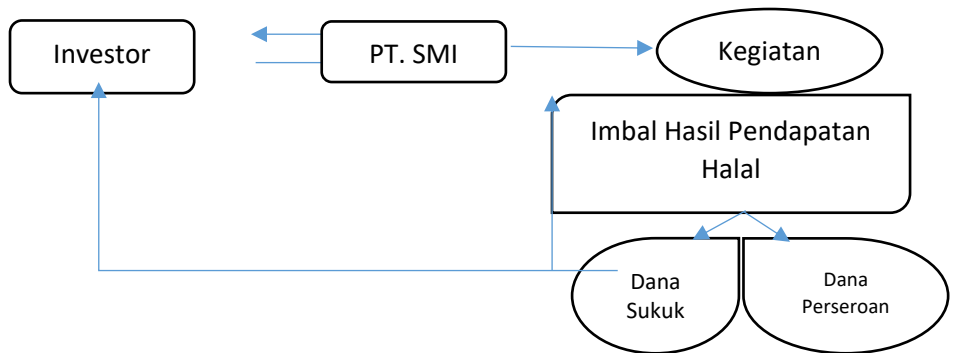 Investor
PT. SMI
Kegiatan
Imbal Hasil Pendapatan
Halal
Dana
Sukuk
Dana
Perseroan